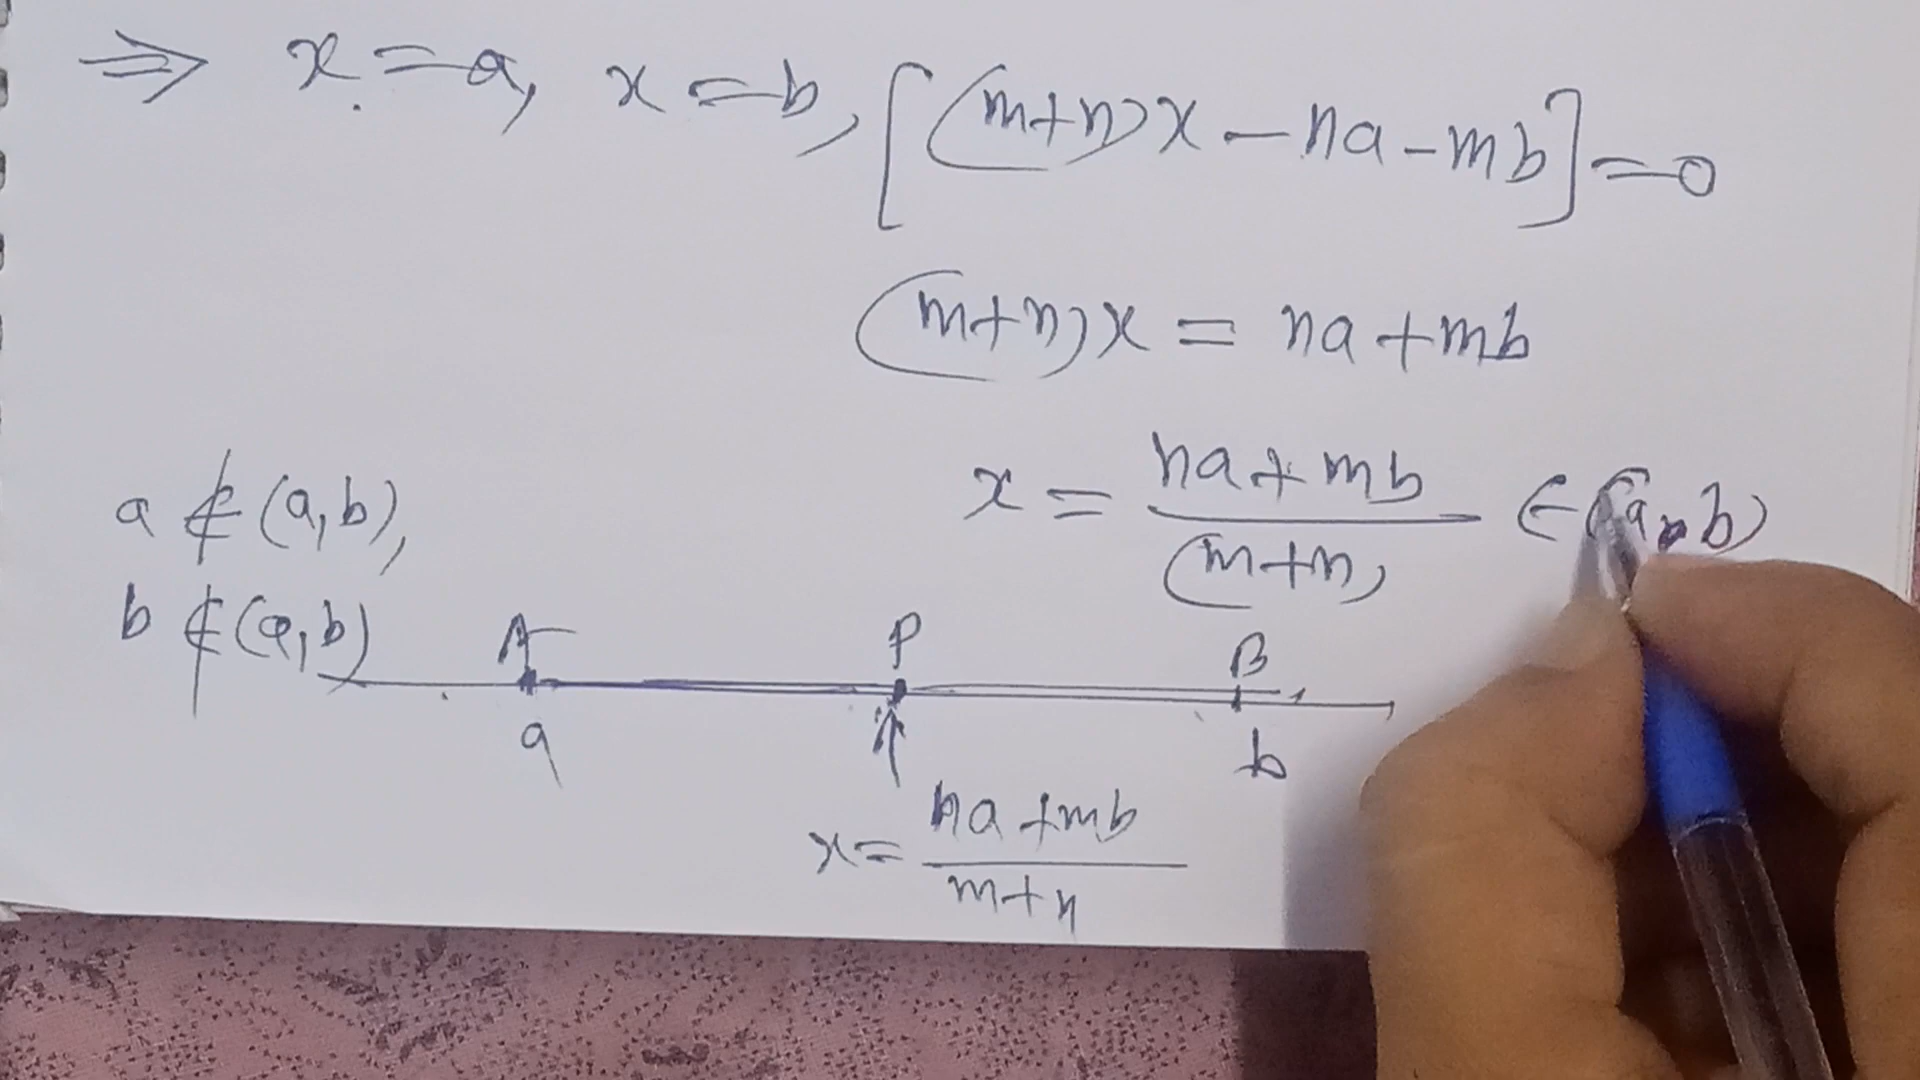 ⇒ x = a, x = b, [(m+n)x - na - mb] = 0
(m+n)x = na + mb
x = na + mb / (m+n) ∈ (a, b)
a ∉ (a,b),
b ∉ (a,b)
A P B
a b
x = na + mb / m+n